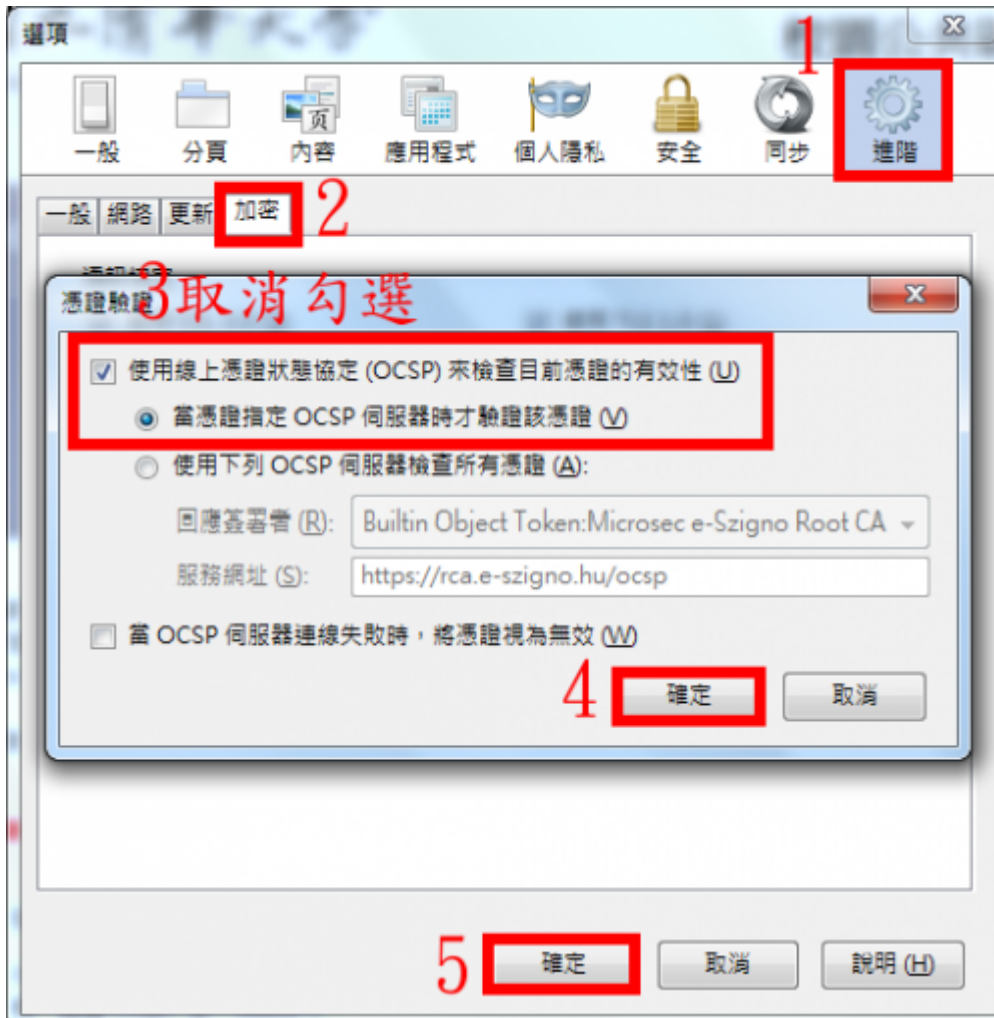 選項
1
一般 分頁 內容 應用程式 個人隱私 安全 同步 進階
一般 網路 更新 加密 2
3取消勾選
憑證驗證
使用線上憑證狀態協定 (OCSP) 來檢查目前憑證的有效性 (U)
當憑證指定 OCSP 伺服器時才驗證該憑證 (V)
使用下列 OCSP 伺服器檢查所有憑證 (A):
回應簽署者 (R): Builtin Object Token:Microsec e-Szigno Root CA
服務網址 (S): https://rca.e-szigno.hu/ocsp
當 OCSP 伺服器連線失敗時，將憑證視為無效 (W)
4 確定 取消
5 確定 取消 說明 (H)